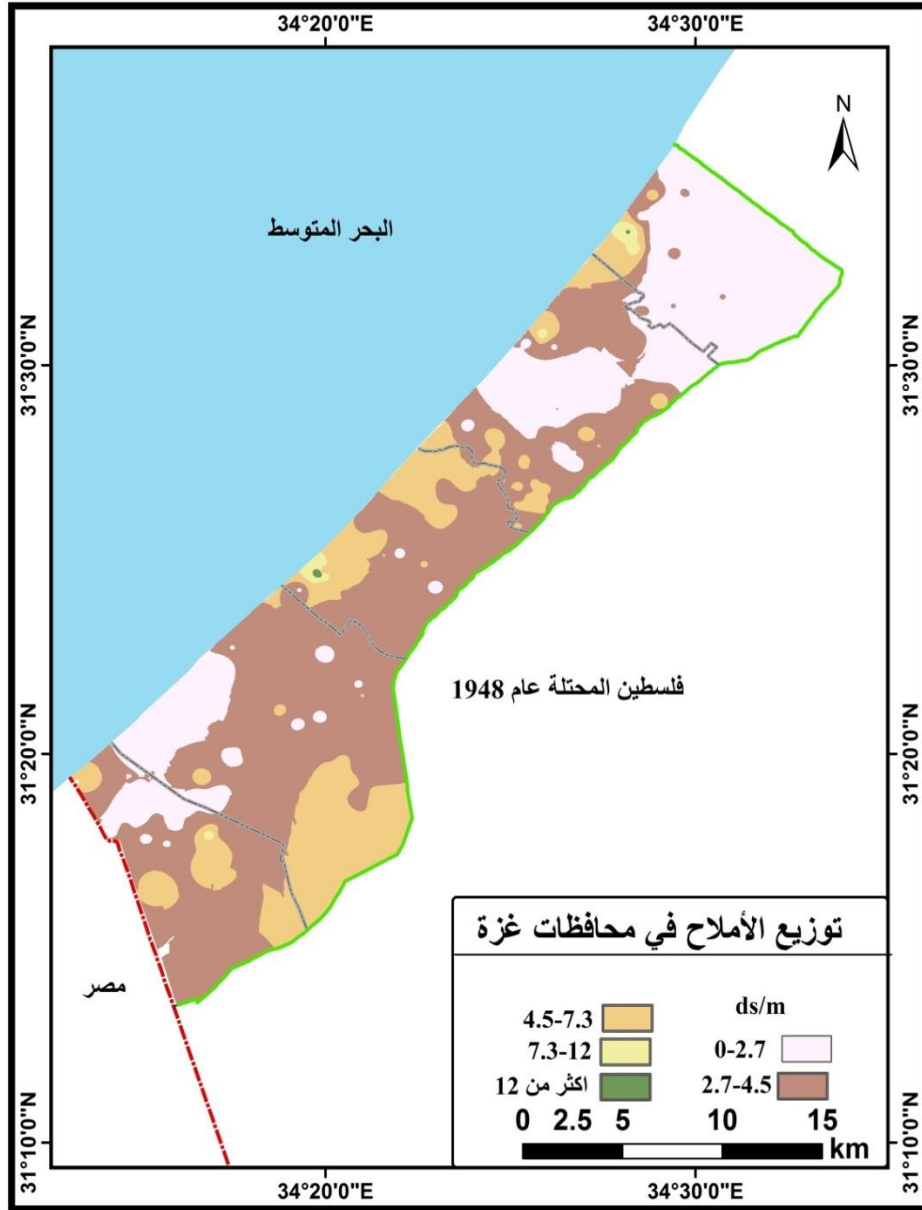 34°20'0"E 34°30'0"E
N
البحر المتوسط
31°30'0"N 31°30'0"N
فلسطين المحتلة عام 1948
31°20'0"N 31°20'0"N
مصر
توزيع الأملاح في محافظات غزة
ds/m
4.5-7.3 0-2.7
7.3-12 2.7-4.5
اكثر من 12
0 2.5 5 10 15
km
31°10'0"N 31°10'0"N
34°20'0"E 34°30'0"E